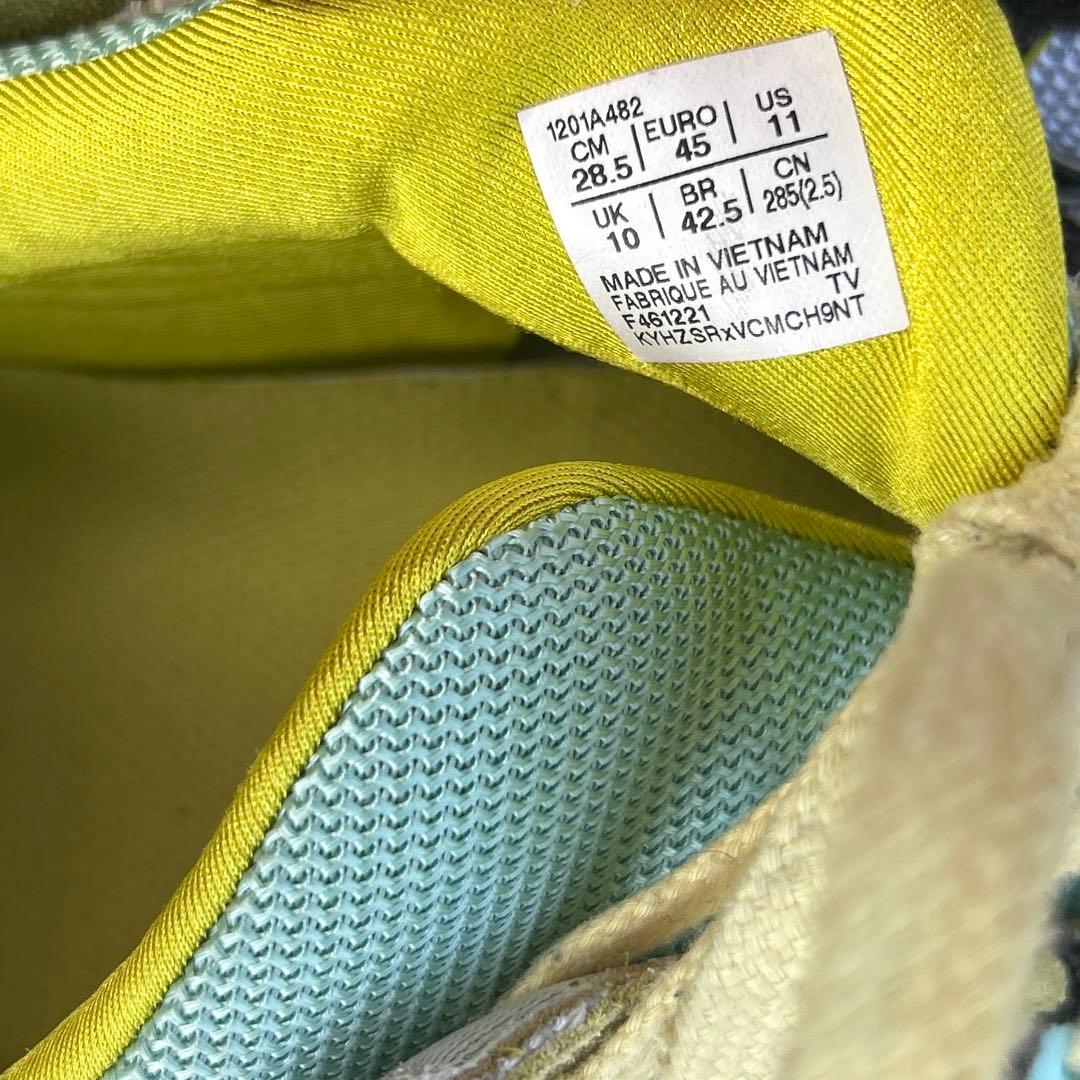 1201A482
CM | EURO | US
28.5 | 45 | 11
UK | BR | CN
10 | 42.5 | 285(2.5)
MADE IN VIETNAM
FABRIQUE AU VIETNAM
TV
F461221
KYHZSRxVCMCH9NT